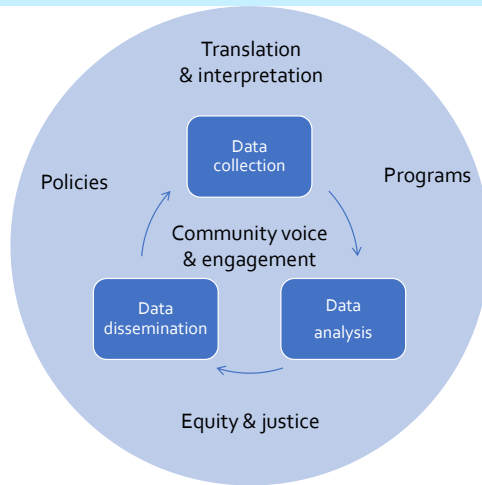 Translation
& interpretation
Data
collection
Policies
Programs
Community voice
& engagement
Data
dissemination
Data
analysis
Equity & justice